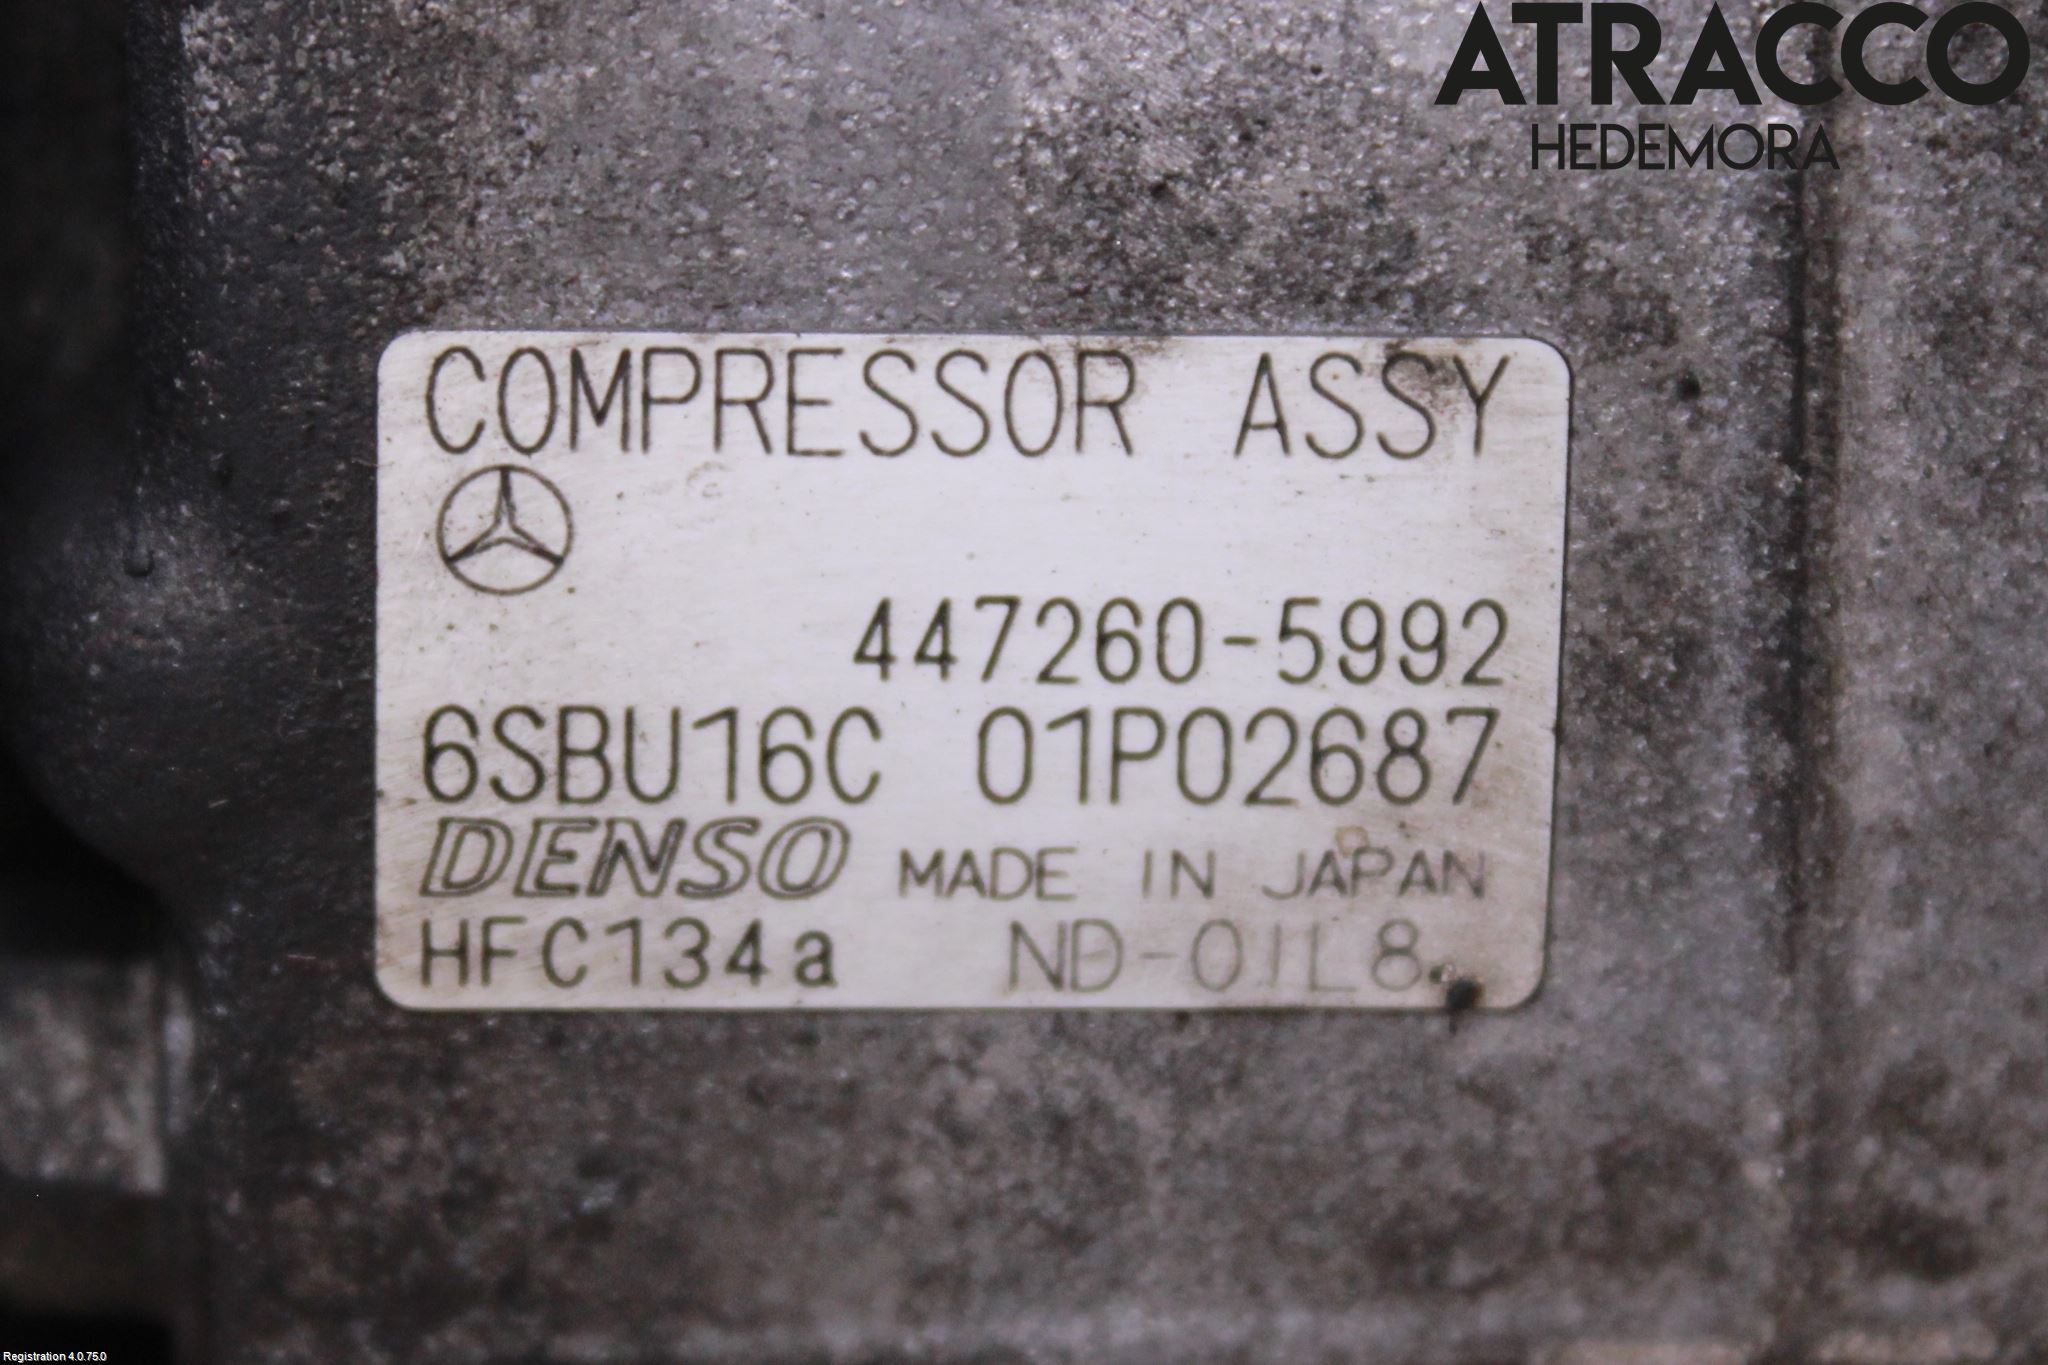 ATRACCO
HEDEMORA
COMPRESSOR ASSY
447260-5992
6SBU16C 01P02687
DENSO MADE IN JAPAN
HFC134a ND-OIL8
Registration 4.0.75.0